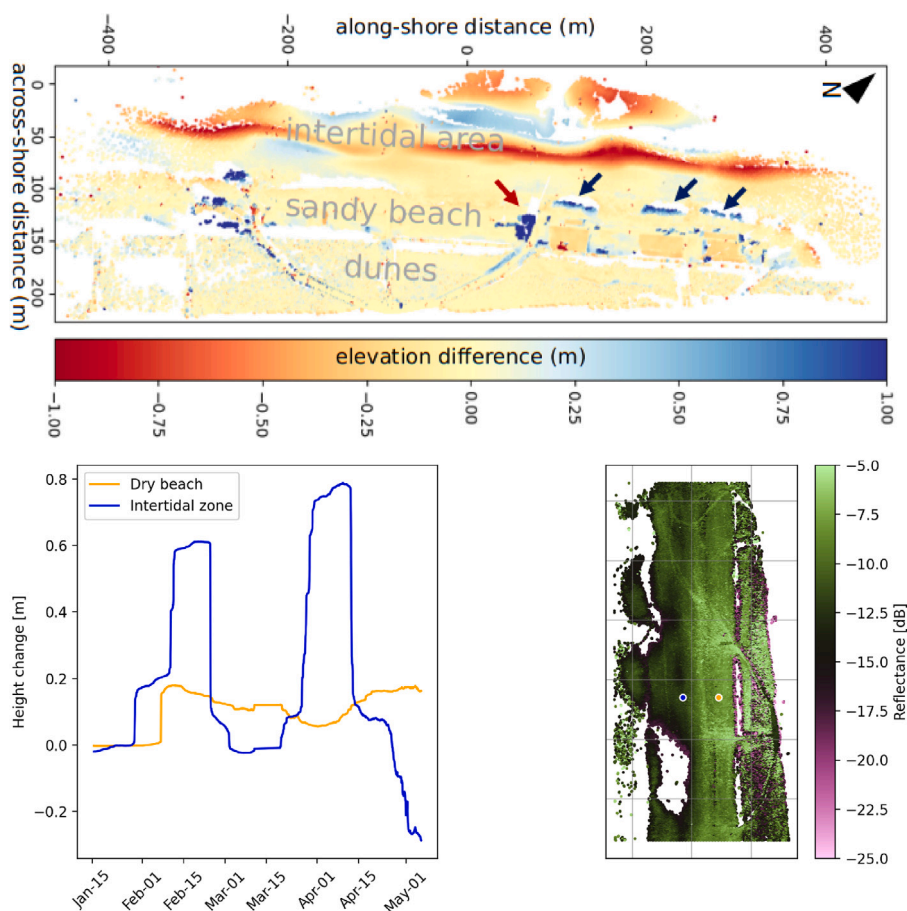 along-shore distance (m)
−400
−200
0
200
400
across-shore distance (m)
0
50
100
150
200
N
intertidal area
sandy beach
dunes
elevation difference (m)
-1.00
-0.75
-0.50
-0.25
0.00
0.25
0.50
0.75
1.00
Height change [m]
0.8
0.6
0.4
0.2
0.0
−0.2
Dry beach
Intertidal zone
Jan-15
Feb-01
Feb-15
Mar-01
Mar-15
Apr-01
Apr-15
May-01
−5.0
−7.5
−10.0
−12.5
−15.0
−17.5
−20.0
−22.5
−25.0
Reflectance [dB]